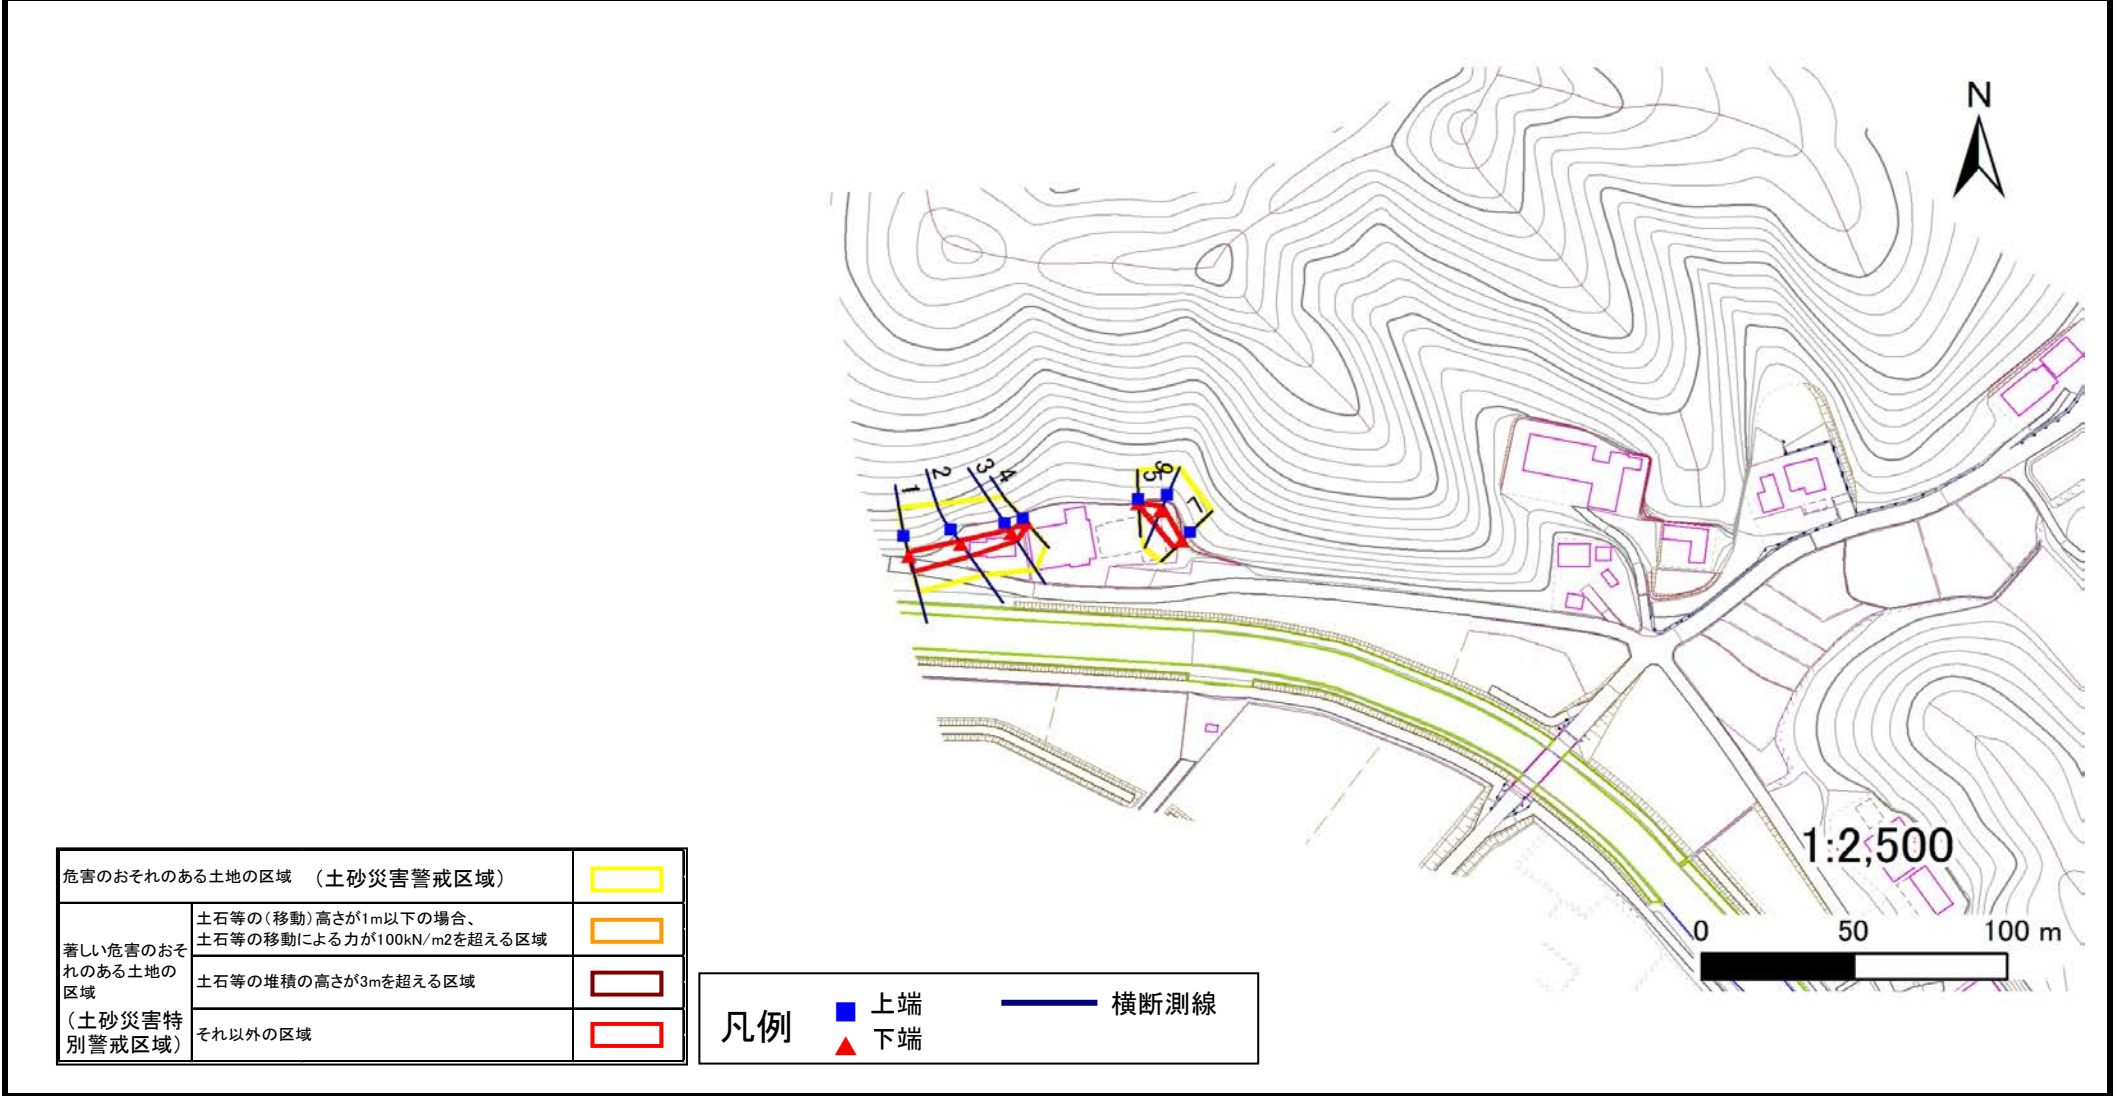 N
1
2
3
4
5
6
7
1:2,500
0 50 100 m
危害のおそれのある土地の区域 (土砂災害警戒区域)
著しい危害のおそ
れのある土地の
区域
(土砂災害特
別警戒区域)
土石等の(移動)高さが1m以下の場合、
土石等の移動による力が100kN/m2を超える区域
土石等の堆積の高さが3mを超える区域
それ以外の区域
凡例
上端
下端
横断測線